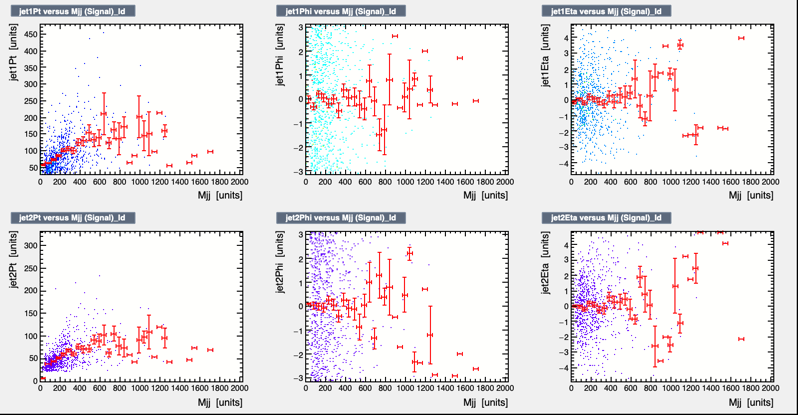 jet1Pt versus Mjj (Signal)_Id
jet1Pt [units]
450
400
350
300
250
200
150
100
50
0 200 400 600 800 1000 1200 1400 1600 1800 2000
Mjj [units]
jet1Phi versus Mjj (Signal)_Id
jet1Phi [units]
3
2
1
0
−1
−2
−3
0 200 400 600 800 1000 1200 1400 1600 1800 2000
Mjj [units]
jet1Eta versus Mjj (Signal)_Id
jet1Eta [units]
4
3
2
1
0
−1
−2
−3
−4
0 200 400 600 800 1000 1200 1400 1600 1800 2000
Mjj [units]
jet2Pt versus Mjj (Signal)_Id
jet2Pt [units]
300
250
200
150
100
50
0
0 200 400 600 800 1000 1200 1400 1600 1800 2000
Mjj [units]
jet2Phi versus Mjj (Signal)_Id
jet2Phi [units]
3
2
1
0
−1
−2
−3
0 200 400 600 800 1000 1200 1400 1600 1800 2000
Mjj [units]
jet2Eta versus Mjj (Signal)_Id
jet2Eta [units]
4
3
2
1
0
−1
−2
−3
−4
0 200 400 600 800 1000 1200 1400 1600 1800 2000
Mjj [units]